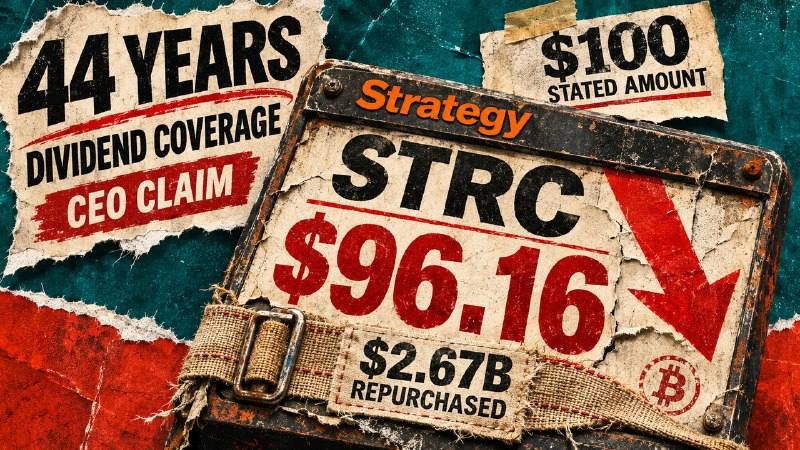 44 YEARS
DIVIDEND COVERAGE
CEO CLAIM
$100
STATED AMOUNT
Strategy
STRC
$96.16
$2.67B
REPURCHASED
₿